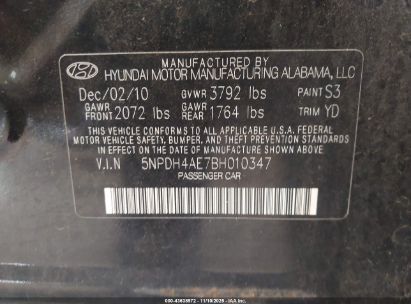 MANUFACTURED BY
HYUNDAI MOTOR MANUFACTURING ALABAMA, LLC
Dec/02/10 GVWR 3792 lbs PAINT S3
GAWR FRONT 2072 lbs GAWR REAR 1764 lbs TRIM YD
THIS VEHICLE CONFORMS TO ALL APPLICABLE U.S.A. FEDERAL
MOTOR VEHICLE SAFETY, BUMPER, AND THEFT PREVENTION
STANDARDS IN EFFECT ON THE DATE OF MANUFACTURE SHOWN ABOVE.
V.I.N 5NPDH4AE7BH010347
PASSENGER CAR